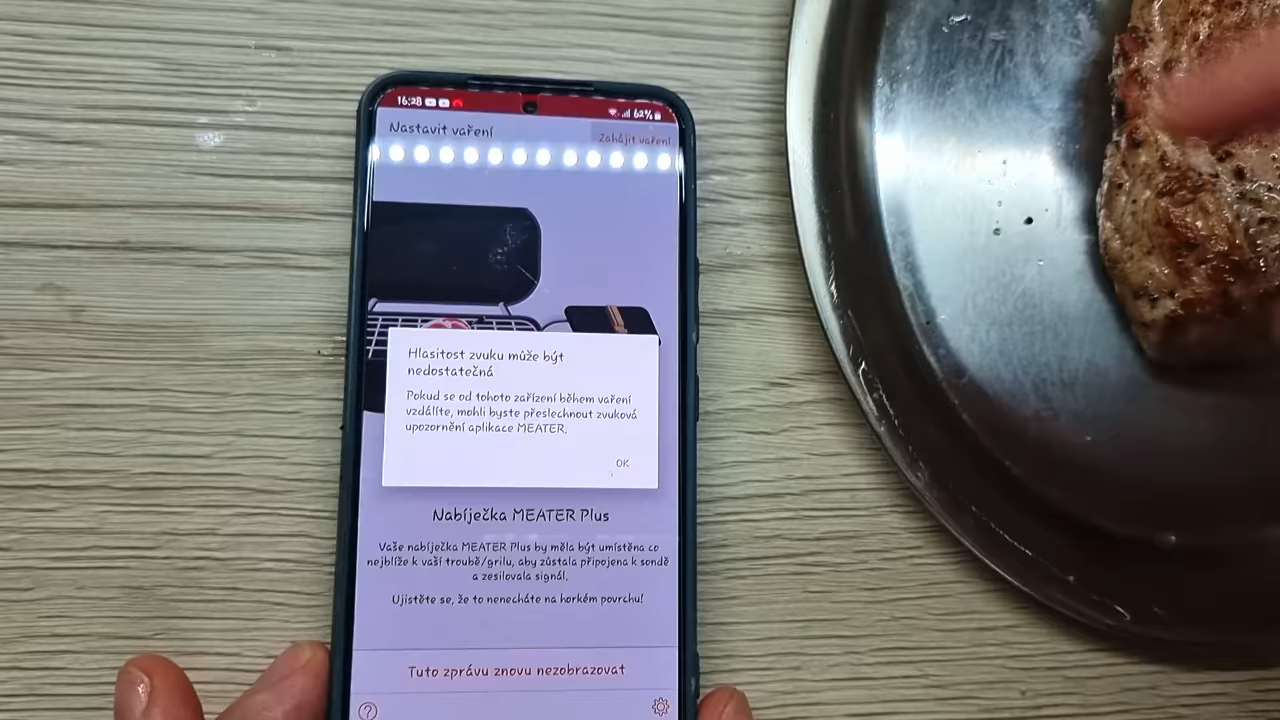 16:28 62%
Nastavit vaření
Zahájit vaření
Hlasitost zvuku může být
nedostatečná
Pokud se od tohoto zařízení během vaření
vzdálíte, mohli byste přeslechnout zvuková
upozornění aplikace MEATER.
OK
Nabíječka MEATER Plus
Vaše nabíječka MEATER Plus by měla být umístěna co
nejblíže k vaší troubě/grilu, aby zůstala připojena k sondě
a zesilovala signál.
Ujistěte se, že to nenecháte na horkém povrchu!
Tuto zprávu znovu nezobrazovat
?